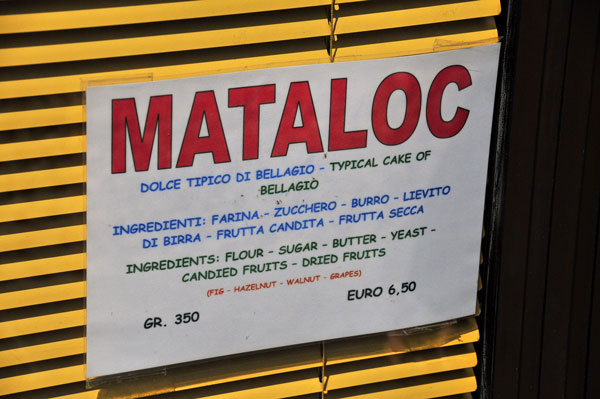 MATALOC
DOLCE TIPICO DI BELLAGIO - TYPICAL CAKE OF
BELLAGIO
INGREDIENTI: FARINA - ZUCCHERO - BURRO - LIEVITO
DI BIRRA - FRUTTA CANDITA - FRUTTA SECCA
INGREDIENTS: FLOUR - SUGAR - BUTTER - YEAST -
CANDIED FRUITS - DRIED FRUITS
(FIG - HAZELNUT - WALNUT - GRAPES)
GR. 350 EURO 6,50